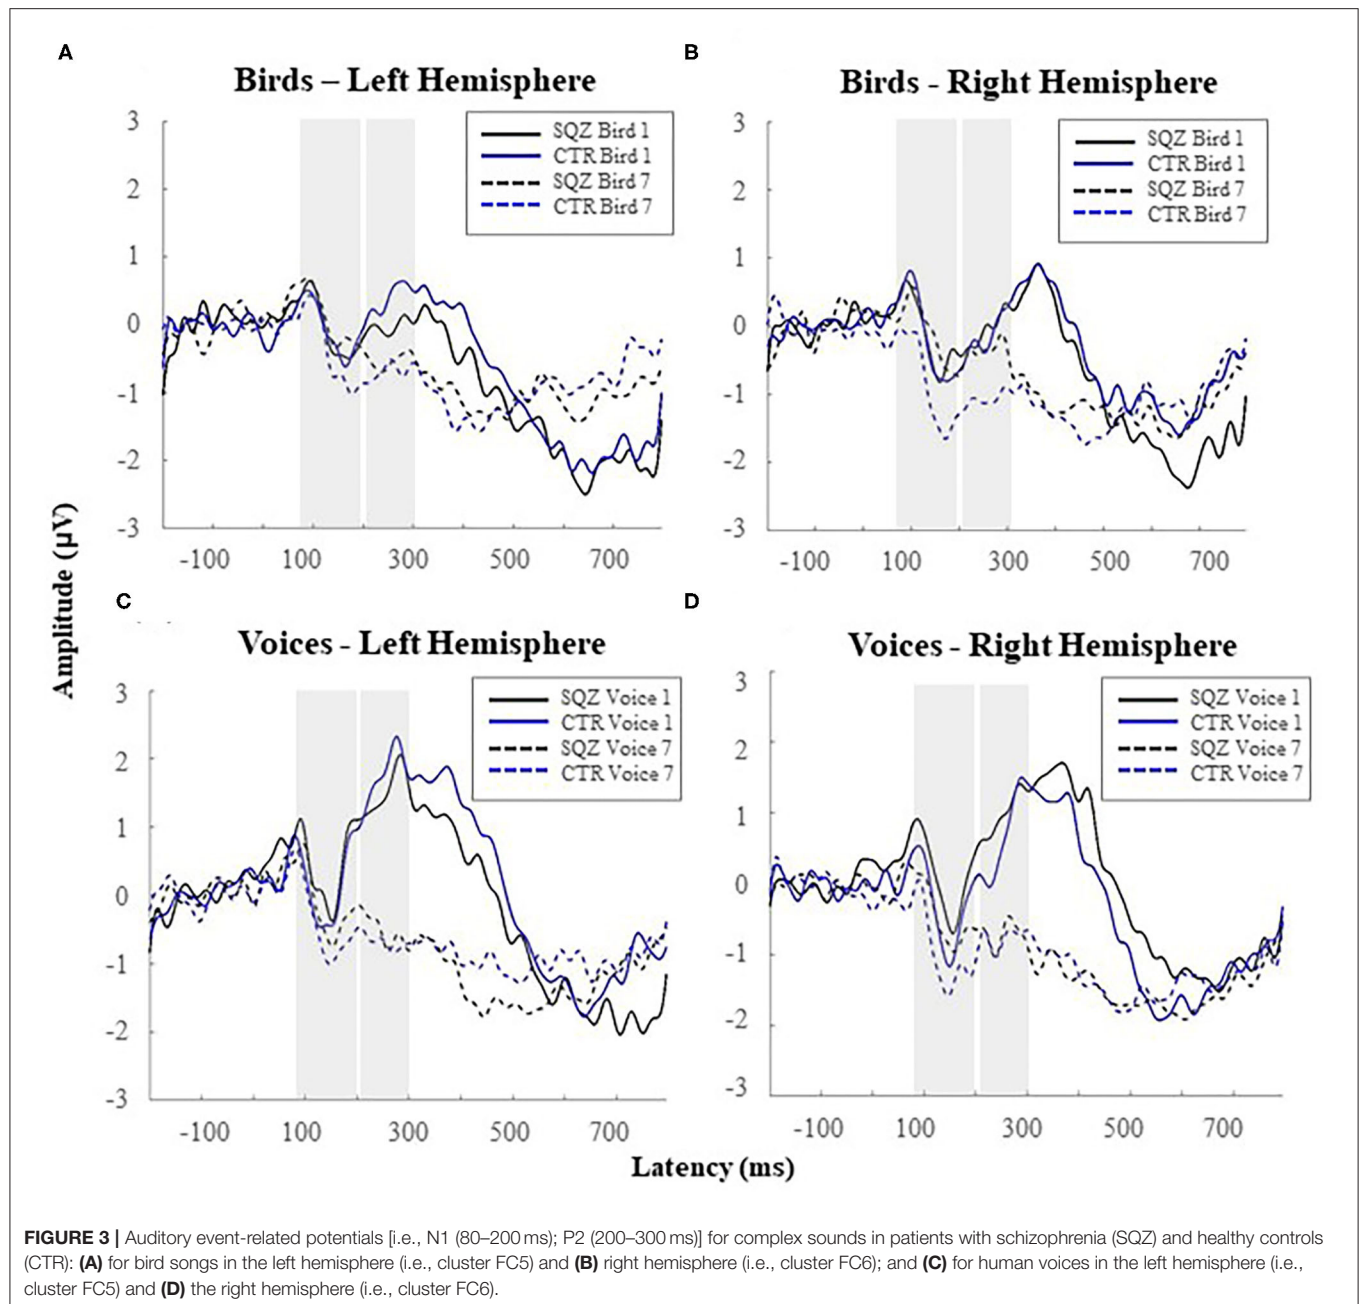 A
Birds – Left Hemisphere
3
2
1
0
-1
-2
-3
SQZ Bird 1
CTR Bird 1
SQZ Bird 7
CTR Bird 7
-100 100 300 500 700
B
Birds - Right Hemisphere
3
2
1
0
-1
-2
-3
SQZ Bird 1
CTR Bird 1
SQZ Bird 7
CTR Bird 7
-100 100 300 500 700
Amplitude (µV)
C
Voices - Left Hemisphere
3
2
1
0
-1
-2
-3
SQZ Voice 1
CTR Voice 1
SQZ Voice 7
CTR Voice 7
-100 100 300 500 700
D
Voices - Right Hemisphere
3
2
1
0
-1
-2
-3
SQZ Voice 1
CTR Voice 1
SQZ Voice 7
CTR Voice 7
-100 100 300 500 700
Latency (ms)
FIGURE 3 | Auditory event-related potentials [i.e., N1 (80–200 ms); P2 (200–300 ms)] for complex sounds in patients with schizophrenia (SQZ) and healthy controls
(CTR): (A) for bird songs in the left hemisphere (i.e., cluster FC5) and (B) right hemisphere (i.e., cluster FC6); and (C) for human voices in the left hemisphere (i.e.,
cluster FC5) and (D) the right hemisphere (i.e., cluster FC6).